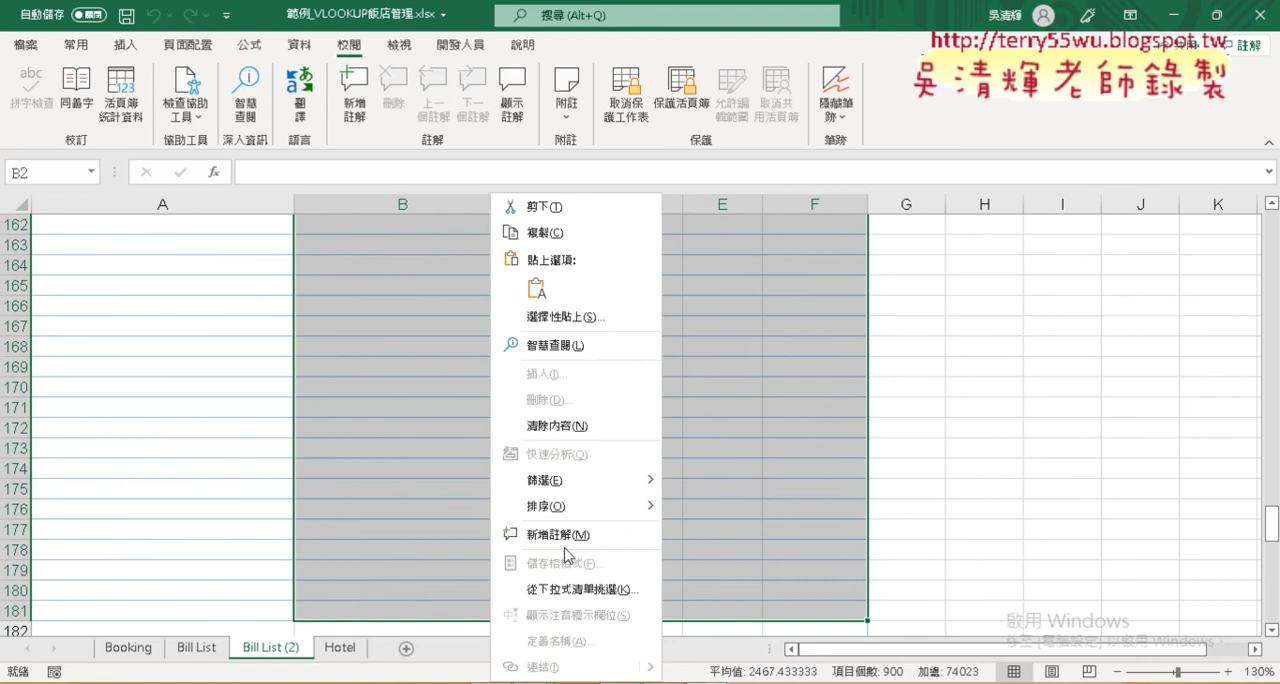 自動儲存
範例_VLOOKUP飯店管理.xlsx
搜尋 (Alt+Q)
吳清輝
檔案 常用 插入 頁面配置 公式 資料 校閱 檢視 開發人員 說明
註解
http://terry55wu.blogspot.tw
吳清輝老師錄製
拼字檢查 同義字 活頁簿統計資料
檢查協助工具
智慧查閱
翻譯
新增註解 刪除 上一個註解 下一個註解 顯示註解
附註
取消保護工作表 保護活頁簿 允許編輯範圍 取消共用活頁簿
隱藏筆跡
校訂 協助工具 深入資訊 語言 註解 附註 保護 筆跡
B2
fx
A B E F G H I J K
162
163
164
165
166
167
168
169
170
171
172
173
174
175
176
177
178
179
180
181
182
剪下(T)
複製(C)
貼上選項:
選擇性貼上(S)...
智慧查閱(L)
插入(I)...
刪除(D)...
清除內容(N)
快速分析(Q)
篩選(E)
排序(O)
新增註解(M)
儲存格格式(F)...
從下拉式清單挑選(K)...
顯示注音標示欄位(S)
定義名稱(A)...
連結(I)
啟用 Windows
移至 [電腦設定] 以啟用 Windows。
Booking Bill List Bill List (2) Hotel
就緒
平均值: 2467.433333 項目個數: 900 加總: 74023
130%